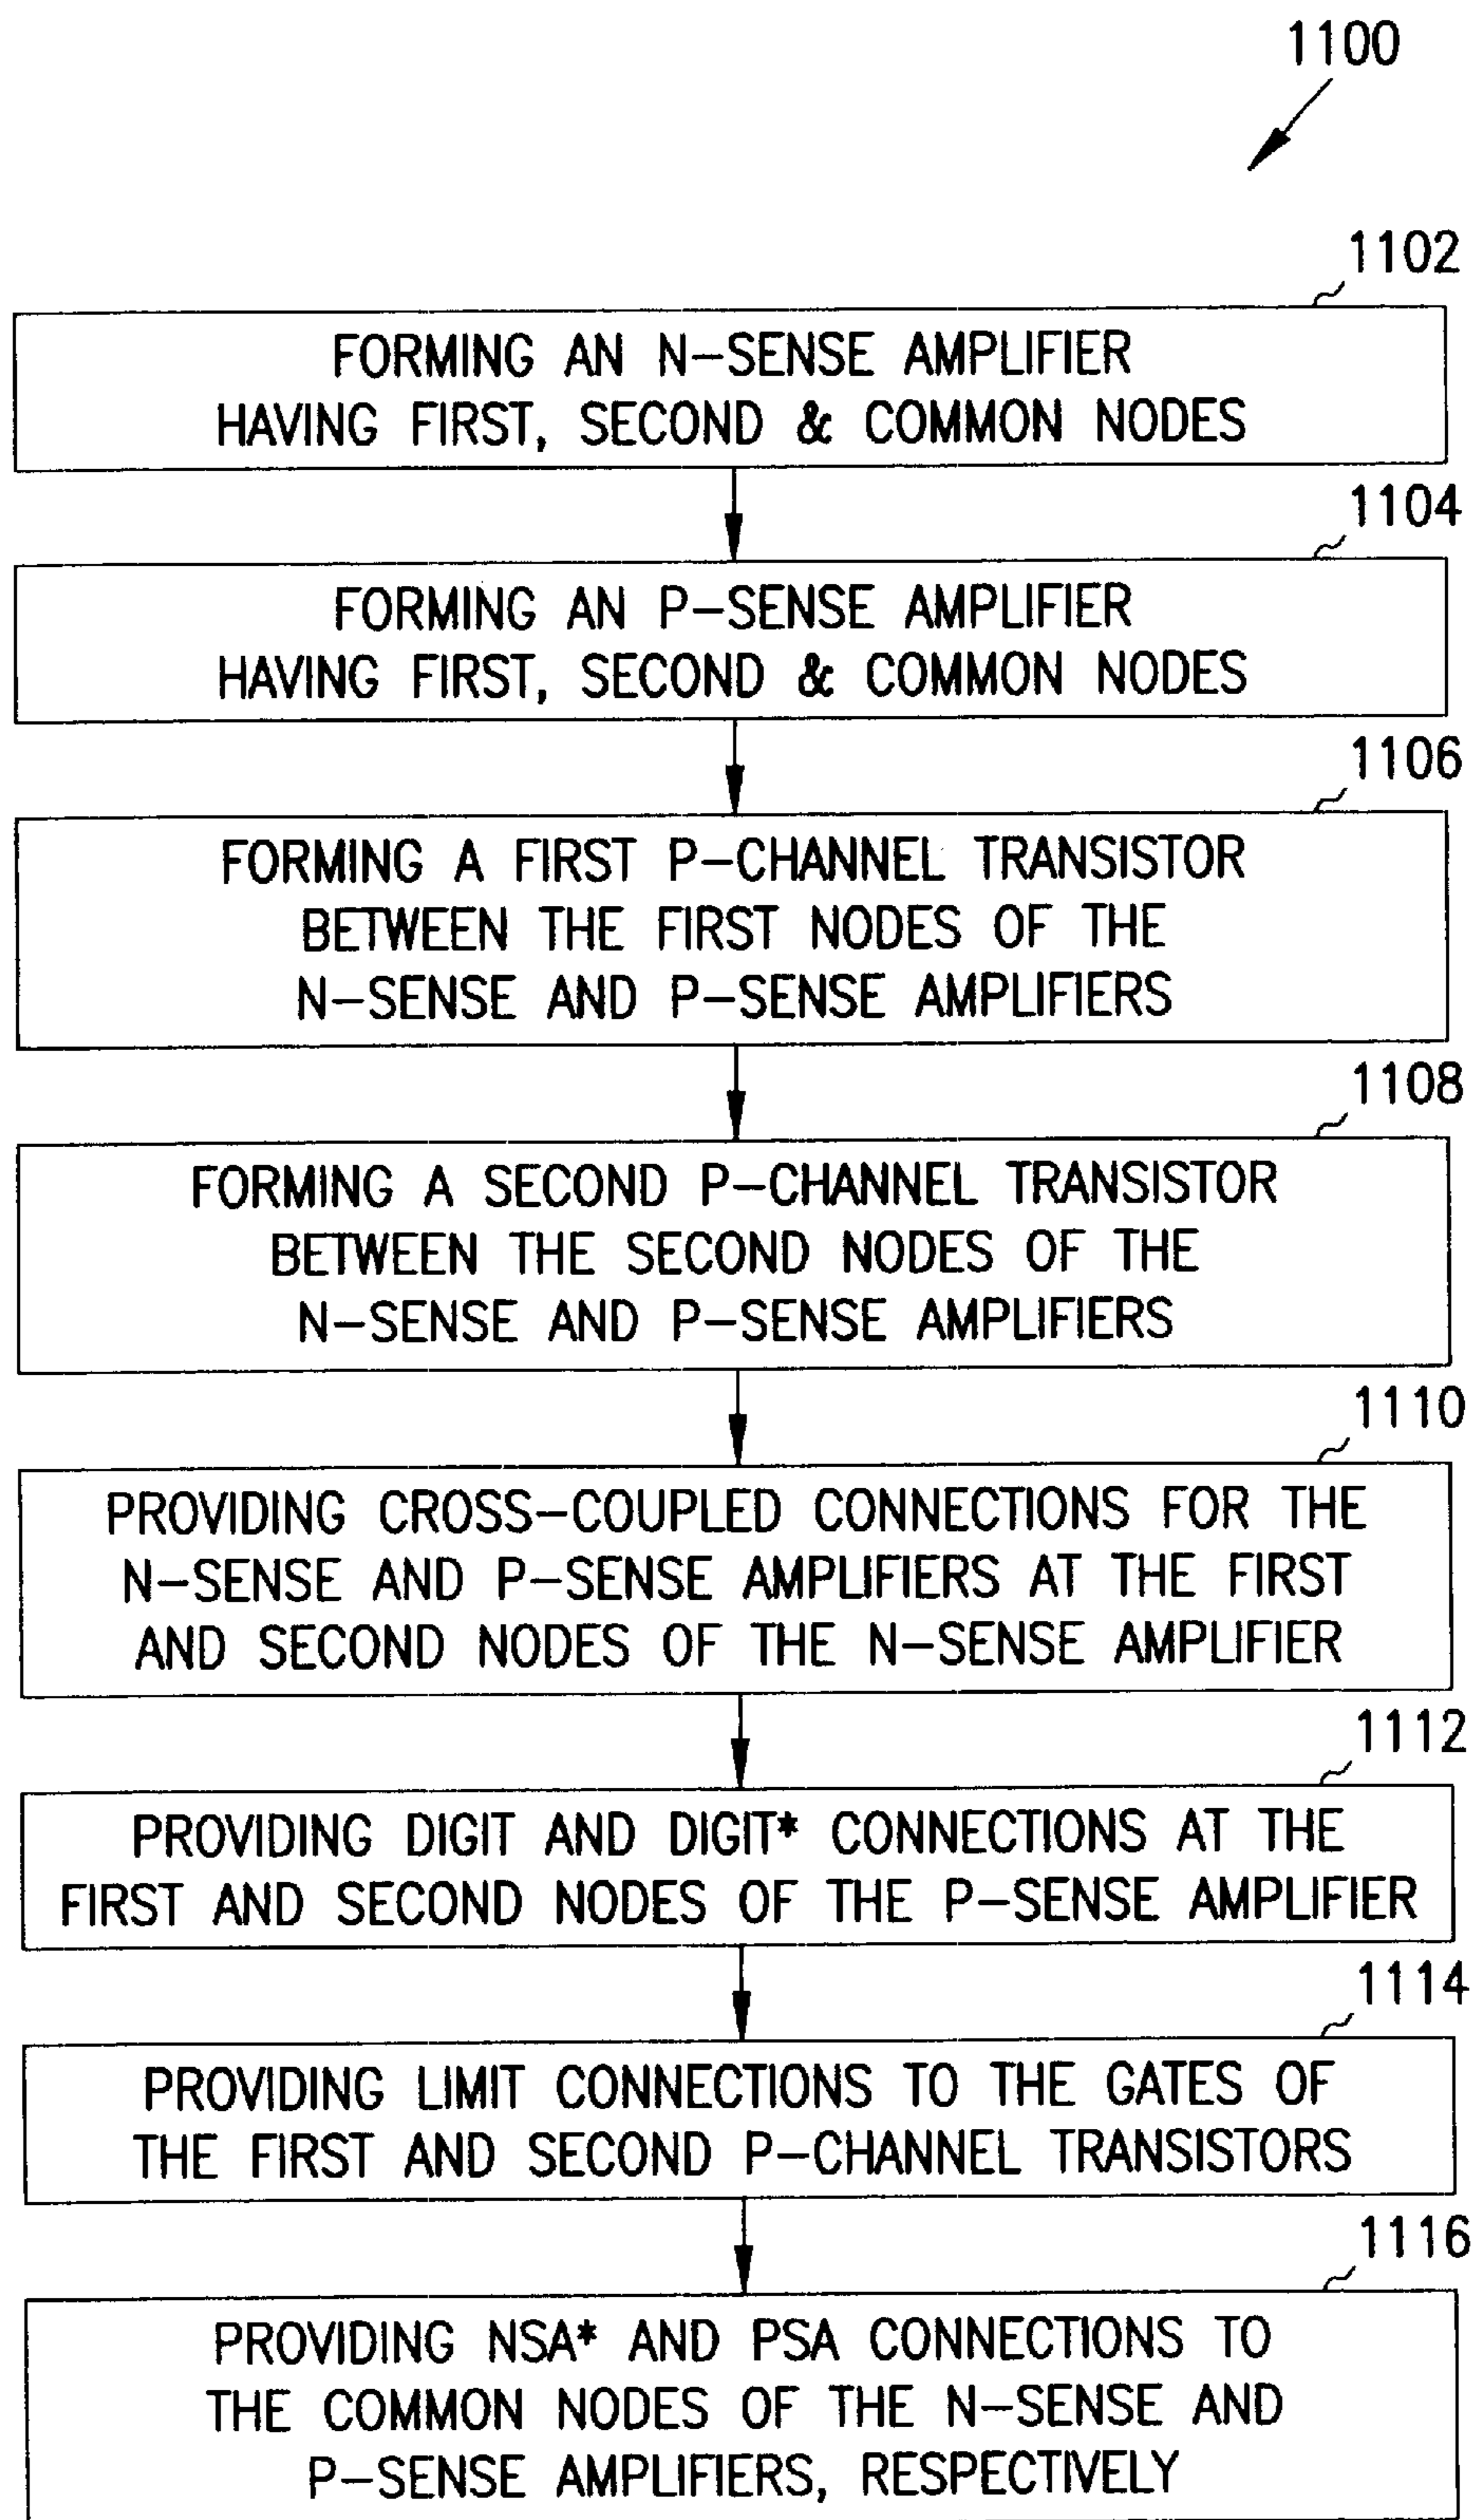 1100
1102
FORMING AN N-SENSE AMPLIFIER
HAVING FIRST, SECOND & COMMON NODES
1104
FORMING AN P-SENSE AMPLIFIER
HAVING FIRST, SECOND & COMMON NODES
1106
FORMING A FIRST P-CHANNEL TRANSISTOR
BETWEEN THE FIRST NODES OF THE
N-SENSE AND P-SENSE AMPLIFIERS
1108
FORMING A SECOND P-CHANNEL TRANSISTOR
BETWEEN THE SECOND NODES OF THE
N-SENSE AND P-SENSE AMPLIFIERS
1110
PROVIDING CROSS-COUPLED CONNECTIONS FOR THE
N-SENSE AND P-SENSE AMPLIFIERS AT THE FIRST
AND SECOND NODES OF THE N-SENSE AMPLIFIER
1112
PROVIDING DIGIT AND DIGIT* CONNECTIONS AT THE
FIRST AND SECOND NODES OF THE P-SENSE AMPLIFIER
1114
PROVIDING LIMIT CONNECTIONS TO THE GATES OF
THE FIRST AND SECOND P-CHANNEL TRANSISTORS
1116
PROVIDING NSA* AND PSA CONNECTIONS TO
THE COMMON NODES OF THE N-SENSE AND
P-SENSE AMPLIFIERS, RESPECTIVELY